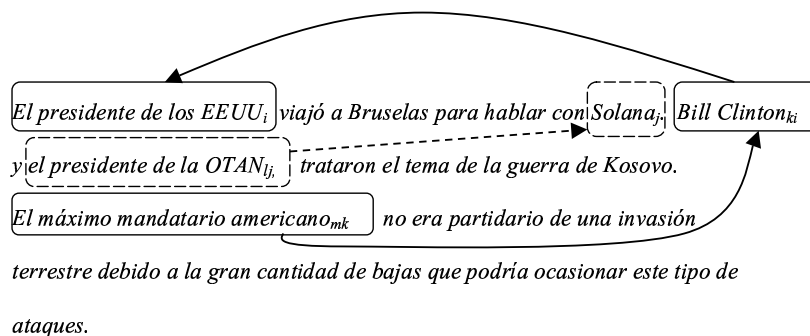 El presidente de los EEUUi viajó a Bruselas para hablar con Solanaj. Bill Clintonki
y el presidente de la OTANlj, trataron el tema de la guerra de Kosovo.
El máximo mandatario americanomk no era partidario de una invasión
terrestre debido a la gran cantidad de bajas que podría ocasionar este tipo de
ataques.